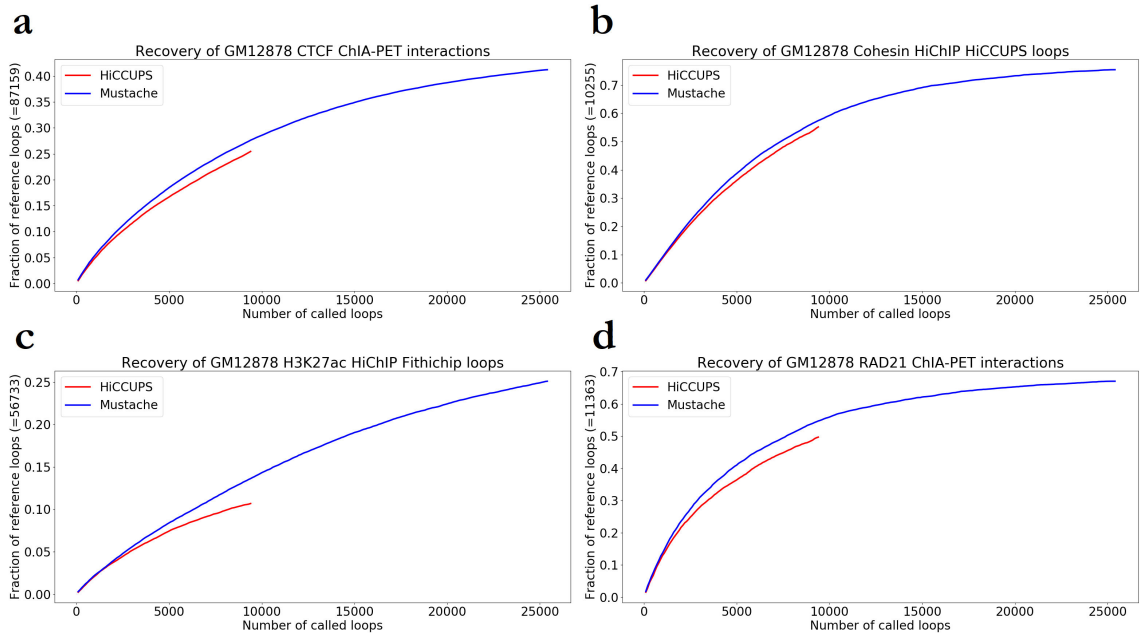 a
Recovery of GM12878 CTCF ChIA-PET interactions
Fraction of reference loops (=87159)
0.40
0.35
0.30
0.25
0.20
0.15
0.10
0.05
0.00
HiCCUPS
Mustache
0
5000
10000
15000
20000
25000
Number of called loops
b
Recovery of GM12878 Cohesin HiChIP HiCCUPS loops
Fraction of reference loops (=10255)
0.7
0.6
0.5
0.4
0.3
0.2
0.1
0.0
HiCCUPS
Mustache
0
5000
10000
15000
20000
25000
Number of called loops
c
Recovery of GM12878 H3K27ac HiChIP Fithichip loops
Fraction of reference loops (=56733)
0.25
0.20
0.15
0.10
0.05
0.00
HiCCUPS
Mustache
0
5000
10000
15000
20000
25000
Number of called loops
d
Recovery of GM12878 RAD21 ChIA-PET interactions
Fraction of reference loops (=11363)
0.7
0.6
0.5
0.4
0.3
0.2
0.1
0.0
HiCCUPS
Mustache
0
5000
10000
15000
20000
25000
Number of called loops